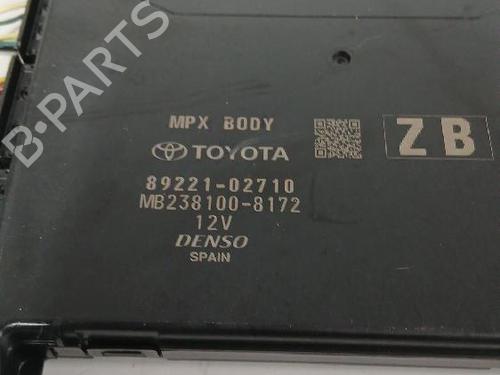 MPX BODY
TOYOTA
ZB
89221-02710
MB238100-8172
12V
DENSO
SPAIN
B-PARTS